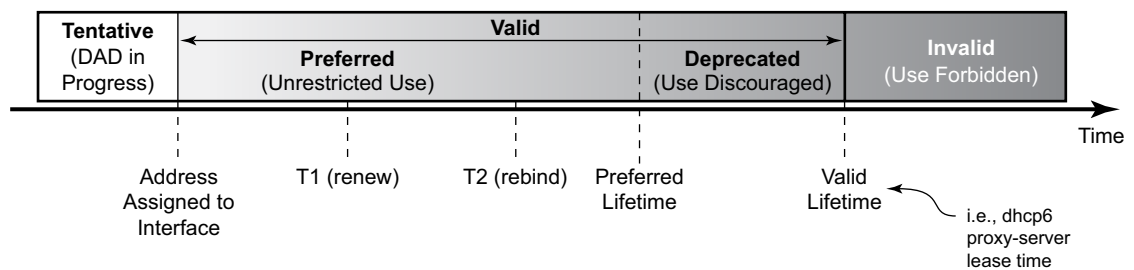 Tentative
(DAD in
Progress)
Valid
Preferred
(Unrestricted Use)
Deprecated
(Use Discouraged)
Invalid
(Use Forbidden)
Time
Address
Assigned to
Interface
T1 (renew)
T2 (rebind)
Preferred
Lifetime
Valid
Lifetime
i.e., dhcp6
proxy-server
lease time